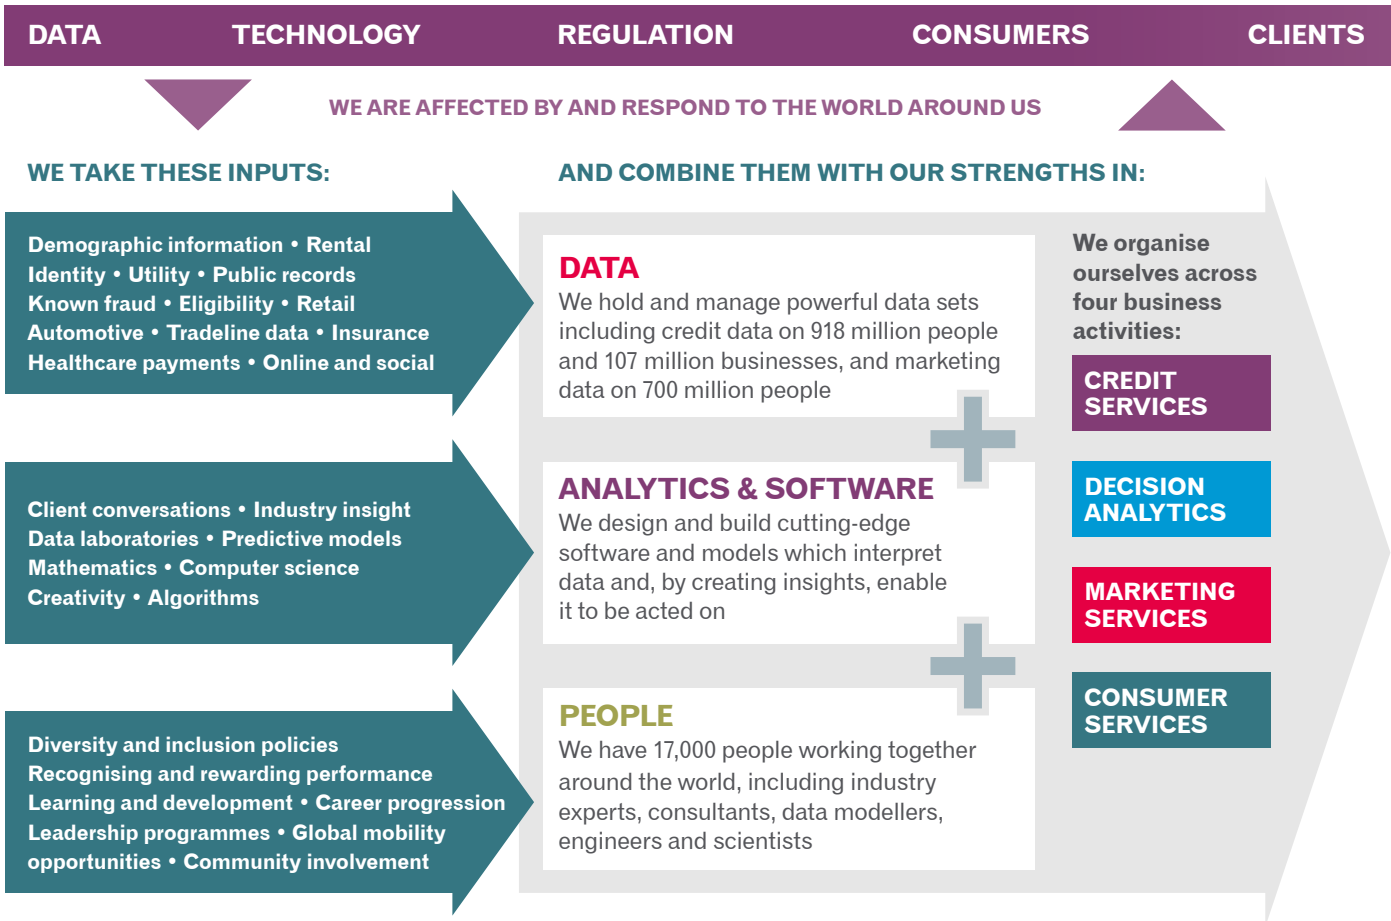 DATA TECHNOLOGY REGULATION CONSUMERS CLIENTS
WE ARE AFFECTED BY AND RESPOND TO THE WORLD AROUND US
WE TAKE THESE INPUTS:
Demographic information • Rental
Identity • Utility • Public records
Known fraud • Eligibility • Retail
Automotive • Tradeline data • Insurance
Healthcare payments • Online and social
Client conversations • Industry insight
Data laboratories • Predictive models
Mathematics • Computer science
Creativity • Algorithms
Diversity and inclusion policies
Recognising and rewarding performance
Learning and development • Career progression
Leadership programmes • Global mobility
opportunities • Community involvement
AND COMBINE THEM WITH OUR STRENGTHS IN:
DATA
We hold and manage powerful data sets
including credit data on 918 million people
and 107 million businesses, and marketing
data on 700 million people
ANALYTICS & SOFTWARE
We design and build cutting-edge
software and models which interpret
data and, by creating insights, enable
it to be acted on
PEOPLE
We have 17,000 people working together
around the world, including industry
experts, consultants, data modellers,
engineers and scientists
We organise
ourselves across
four business
activities:
CREDIT
SERVICES
DECISION
ANALYTICS
MARKETING
SERVICES
CONSUMER
SERVICES